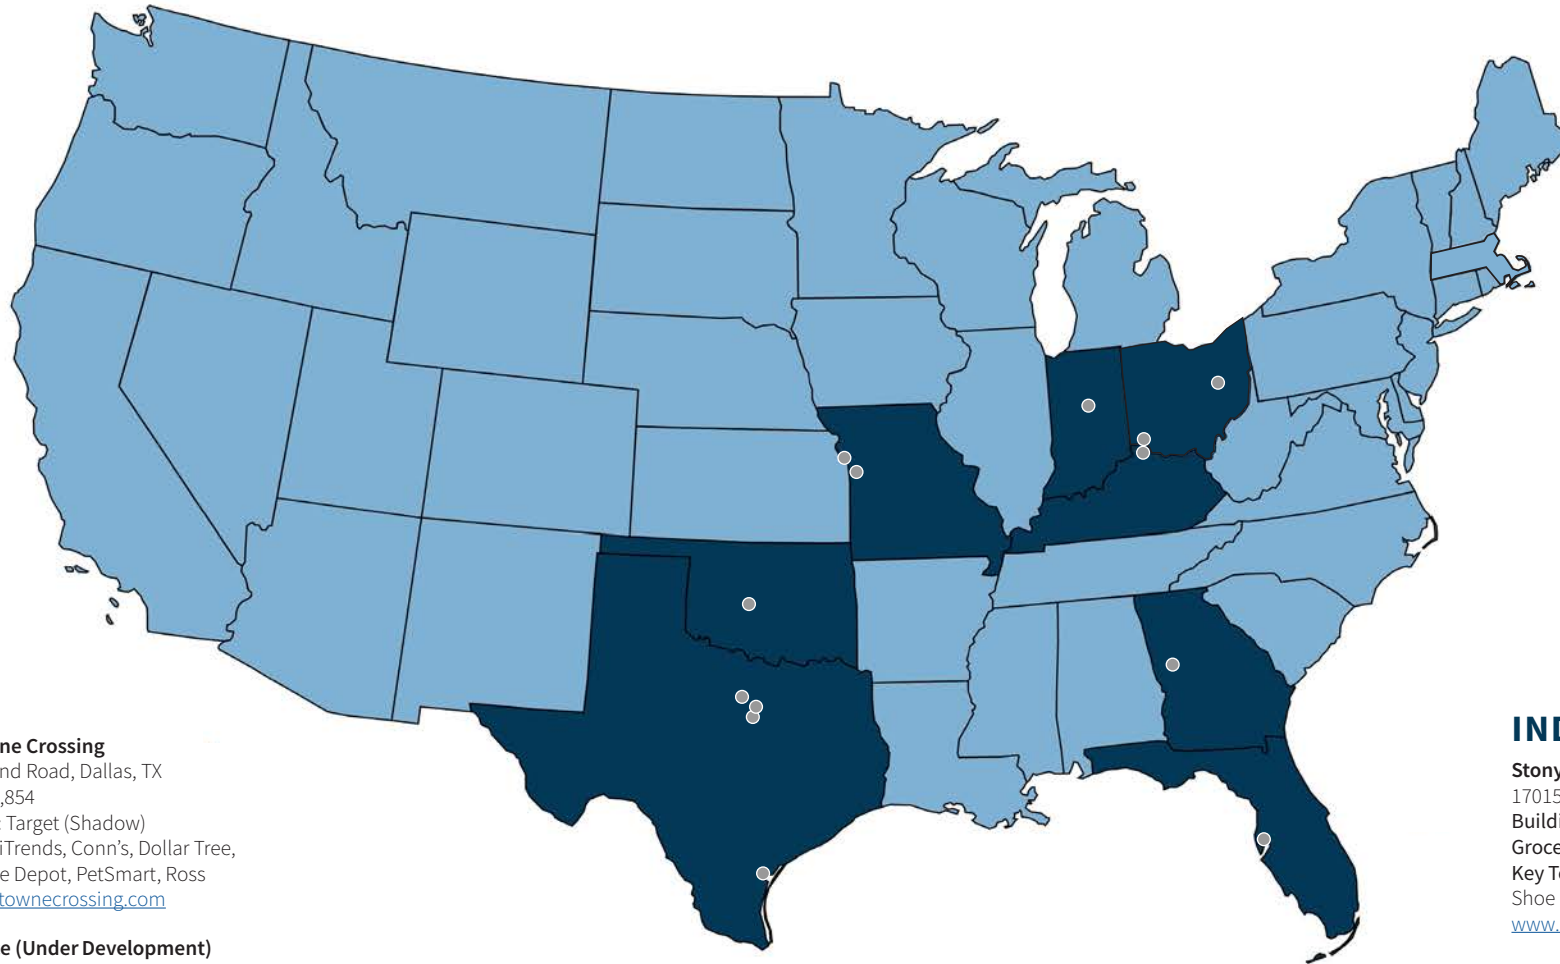 ne Crossing
nd Road, Dallas, TX
,854
: Target (Shadow)
iTrends, Conn's, Dollar Tree,
e Depot, PetSmart, Ross
townecrossing.com
e (Under Development)
IND
Stony
17015
Buildi
Groce
Key Te
Shoe
www.